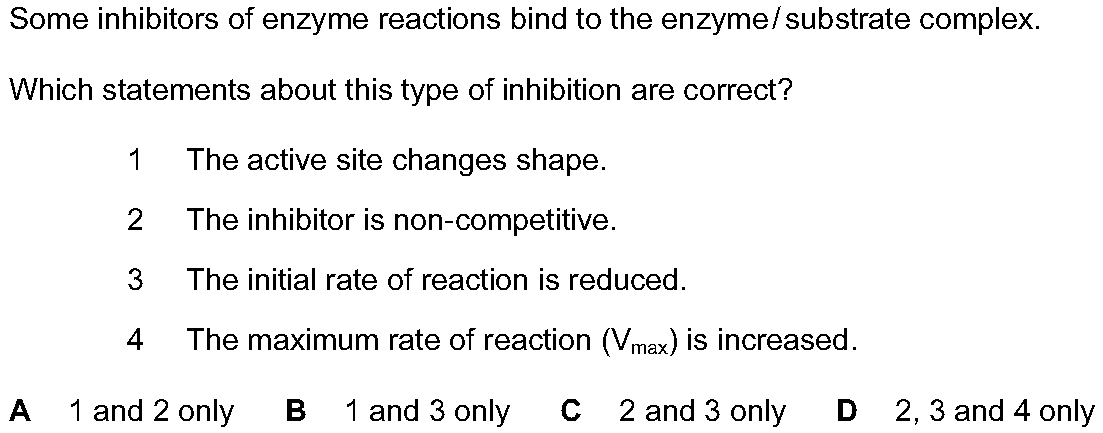 Some inhibitors of enzyme reactions bind to the enzyme/substrate complex.
Which statements about this type of inhibition are correct?
1 The active site changes shape.
2 The inhibitor is non-competitive.
3 The initial rate of reaction is reduced.
4 The maximum rate of reaction (Vmax) is increased.
A 1 and 2 only B 1 and 3 only C 2 and 3 only D 2, 3 and 4 only